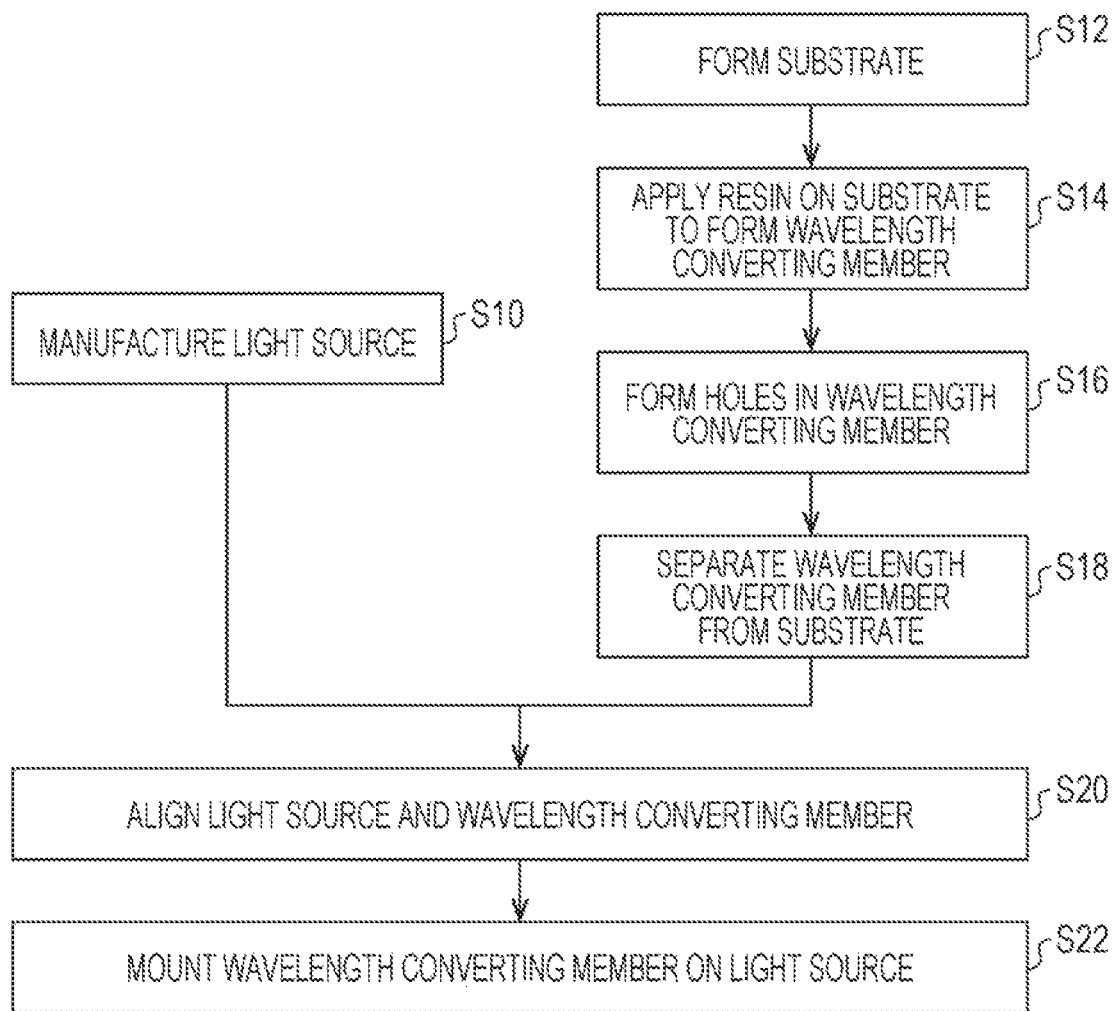 FORM SUBSTRATE
S12
APPLY RESIN ON SUBSTRATE
TO FORM WAVELENGTH
CONVERTING MEMBER
S14
MANUFACTURE LIGHT SOURCE
S10
FORM HOLES IN WAVELENGTH
CONVERTING MEMBER
S16
SEPARATE WAVELENGTH
CONVERTING MEMBER
FROM SUBSTRATE
S18
ALIGN LIGHT SOURCE AND WAVELENGTH CONVERTING MEMBER
S20
MOUNT WAVELENGTH CONVERTING MEMBER ON LIGHT SOURCE
S22